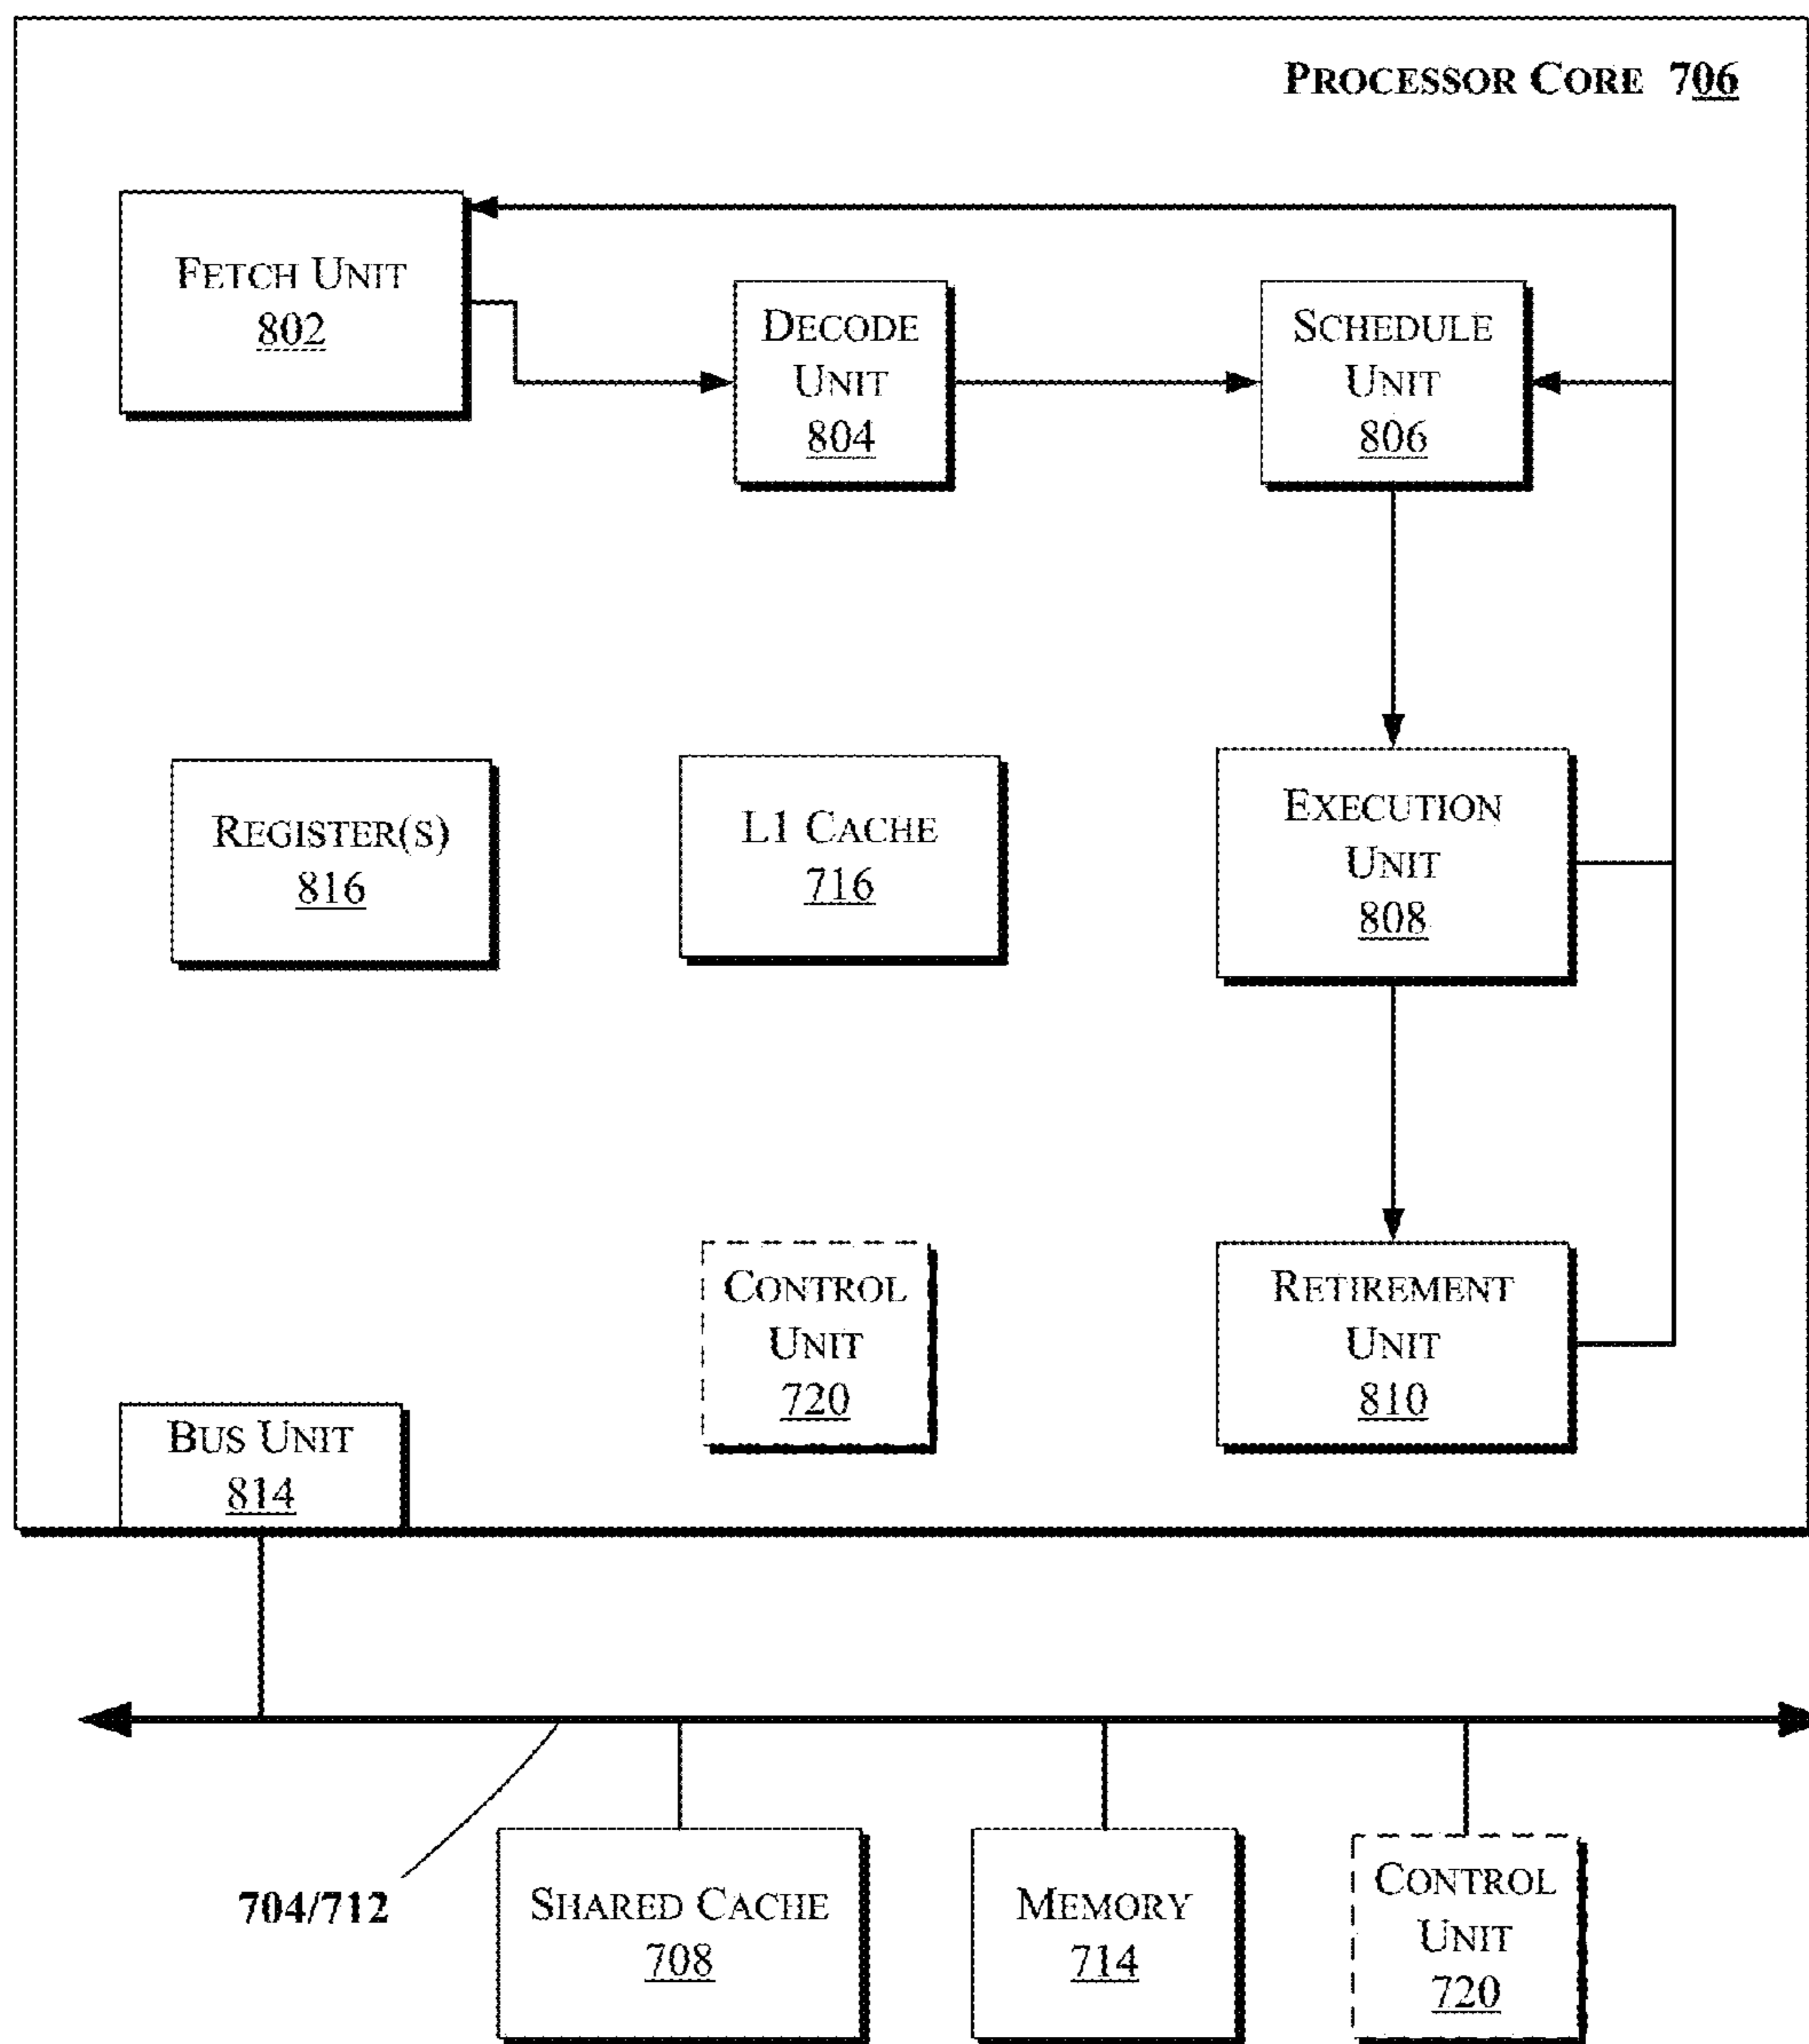 PROCESSOR CORE 706
FETCH UNIT
802
DECODE
UNIT
804
SCHEDULE
UNIT
806
REGISTER(S)
816
L1 CACHE
716
EXECUTION
UNIT
808
CONTROL
UNIT
720
RETIREMENT
UNIT
810
BUS UNIT
814
704/712
SHARED CACHE
708
MEMORY
714
CONTROL
UNIT
720